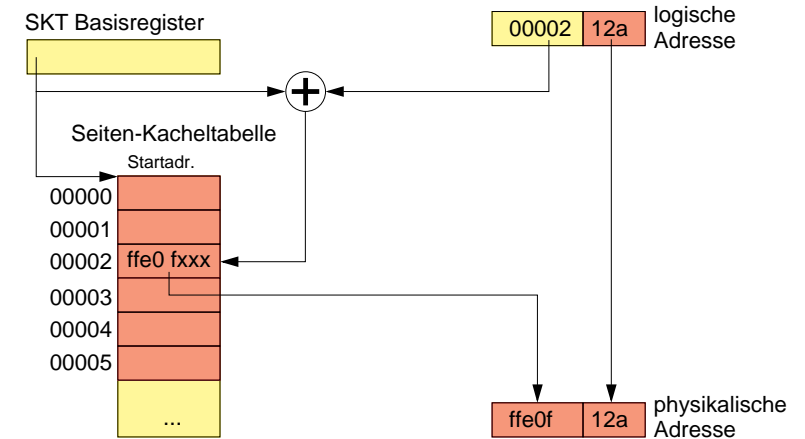 SKT Basisregister
00002 12a
logische
Adresse
Seiten-Kacheltabelle
Startadr.
00000
00001
00002 ffe0 fxxx
00003
00004
00005
...
ffe0f 12a
physikalische
Adresse